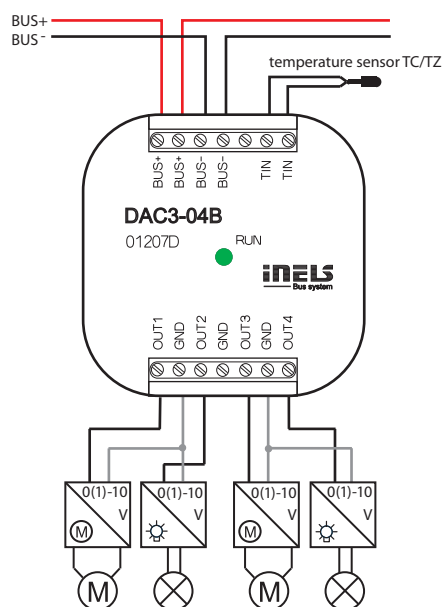 BUS+
BUS-
temperature sensor TC/TZ
BUS+ BUS+ BUS- BUS- TIN TIN
DAC3-04B
01207D RUN
iNELS
Bus system
OUT1 GND OUT2 GND OUT3 GND OUT4
0(1)-10 0(1)-10 0(1)-10 0(1)-10
V V V V
M M
M M